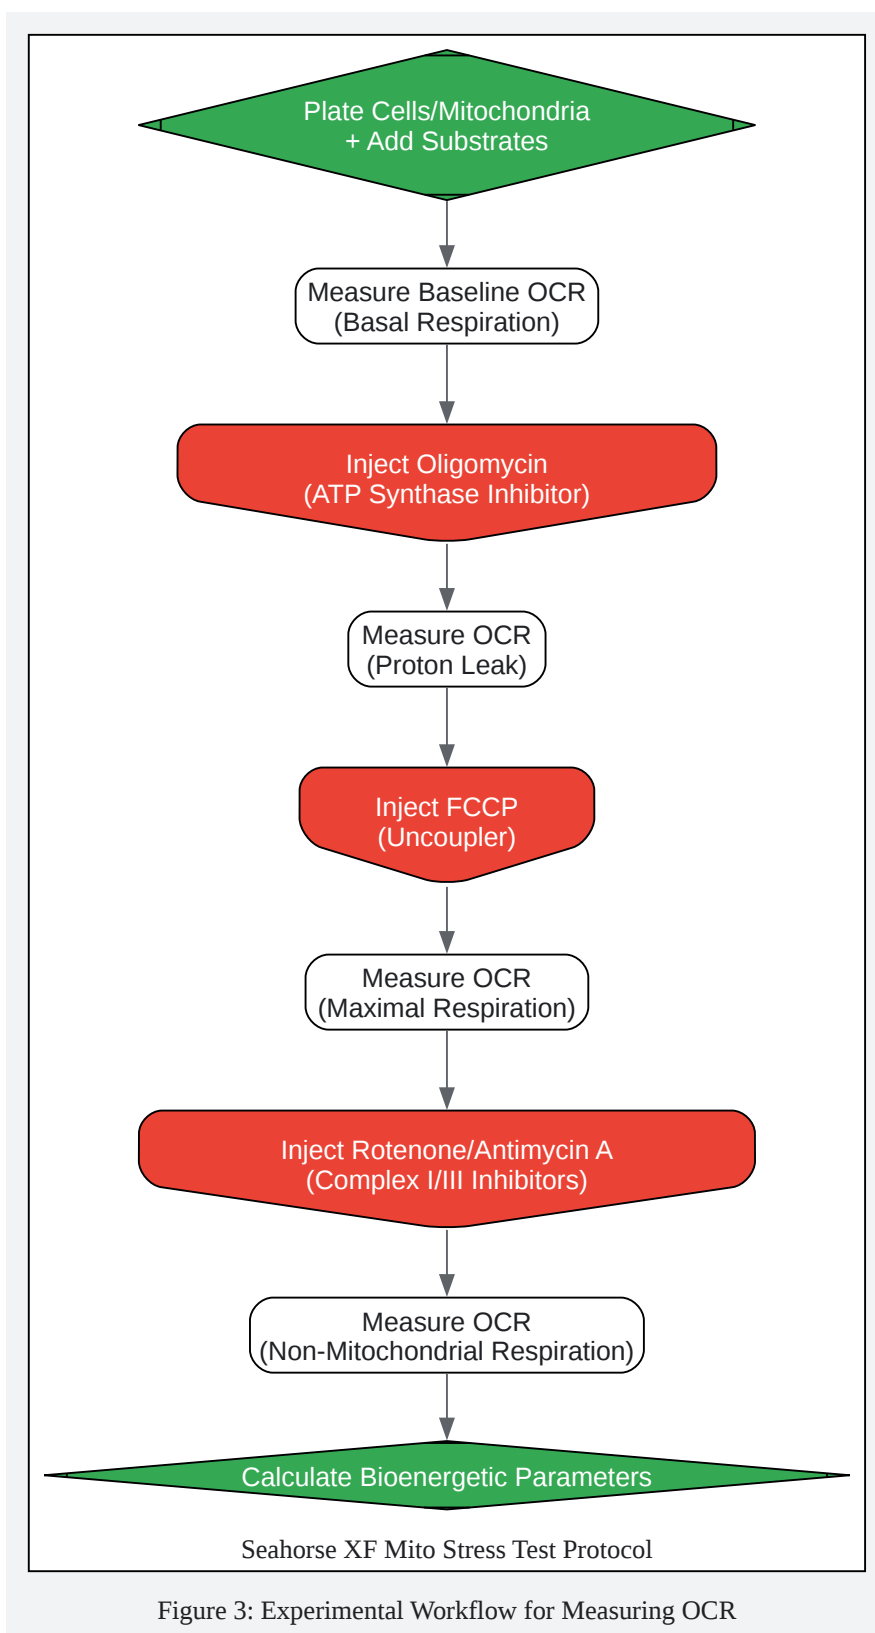 Plate Cells/Mitochondria
+ Add Substrates
Measure Baseline OCR
(Basal Respiration)
Inject Oligomycin
(ATP Synthase Inhibitor)
Measure OCR
(Proton Leak)
Inject FCCP
(Uncoupler)
Measure OCR
(Maximal Respiration)
Inject Rotenone/Antimycin A
(Complex I/III Inhibitors)
Measure OCR
(Non-Mitochondrial Respiration)
Calculate Bioenergetic Parameters
Seahorse XF Mito Stress Test Protocol
Figure 3: Experimental Workflow for Measuring OCR